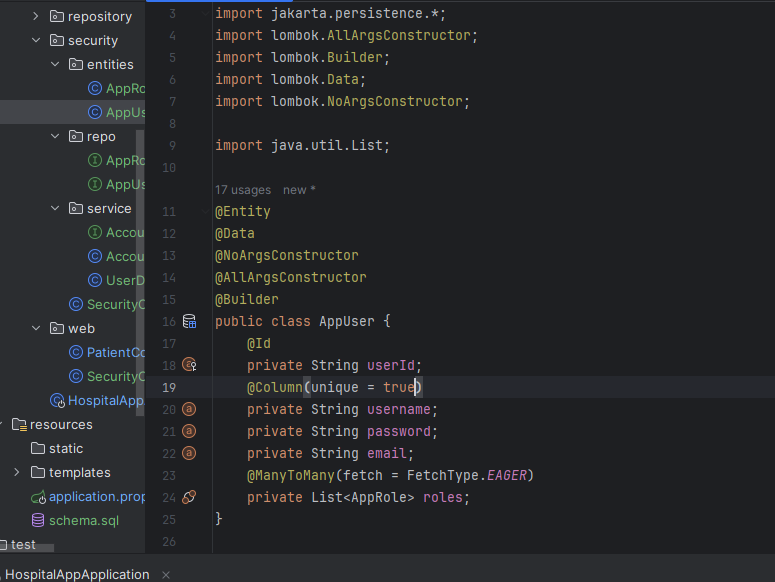 repository
security
entities
AppRo
AppUs
repo
AppRo
AppUs
service
Accou
Accou
UserD
SecurityC
web
PatientCo
SecurityC
HospitalApp
resources
static
templates
application.prop
schema.sql
test
3 import jakarta.persistence.*;
4 import lombok.AllArgsConstructor;
5 import lombok.Builder;
6 import lombok.Data;
7 import lombok.NoArgsConstructor;
8
9 import java.util.List;
10
17 usages new *
11 @Entity
12 @Data
13 @NoArgsConstructor
14 @AllArgsConstructor
15 @Builder
16 public class AppUser {
17 @Id
18 private String userId;
19 @Column(unique = true)
20 private String username;
21 private String password;
22 private String email;
23 @ManyToMany(fetch = FetchType.EAGER)
24 private List<AppRole> roles;
25 }
26
HospitalAppApplication